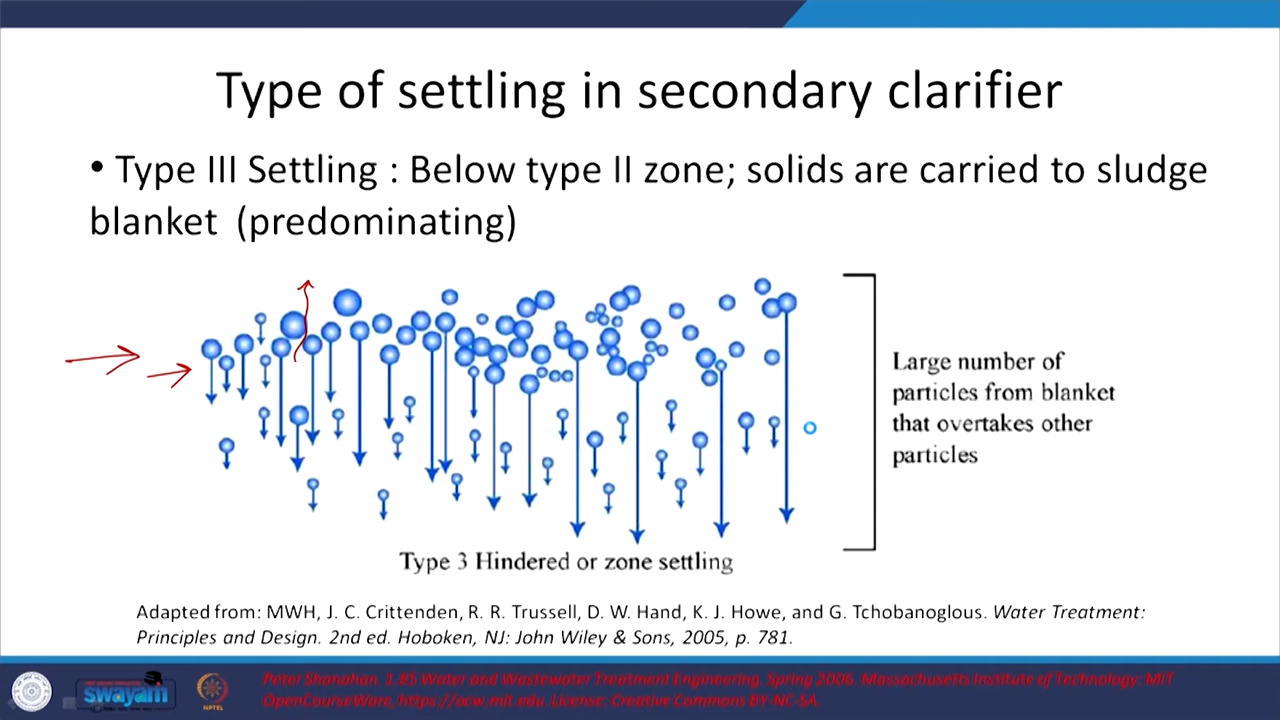 Type of settling in secondary clarifier
• Type III Settling : Below type II zone; solids are carried to sludge
blanket (predominating)
Large number of
particles from blanket
that overtakes other
particles
Type 3 Hindered or zone settling
Adapted from: MWH, J. C. Crittenden, R. R. Trussell, D. W. Hand, K. J. Howe, and G. Tchobanoglous. Water Treatment:
Principles and Design. 2nd ed. Hoboken, NJ: John Wiley & Sons, 2005, p. 781.
swayam
NPTEL
Peter Shanahan. 1.85 Water and Wastewater Treatment Engineering. Spring 2006. Massachusetts Institute of Technology: MIT
OpenCourseWare, https://ocw.mit.edu. License: Creative Commons BY-NC-SA.